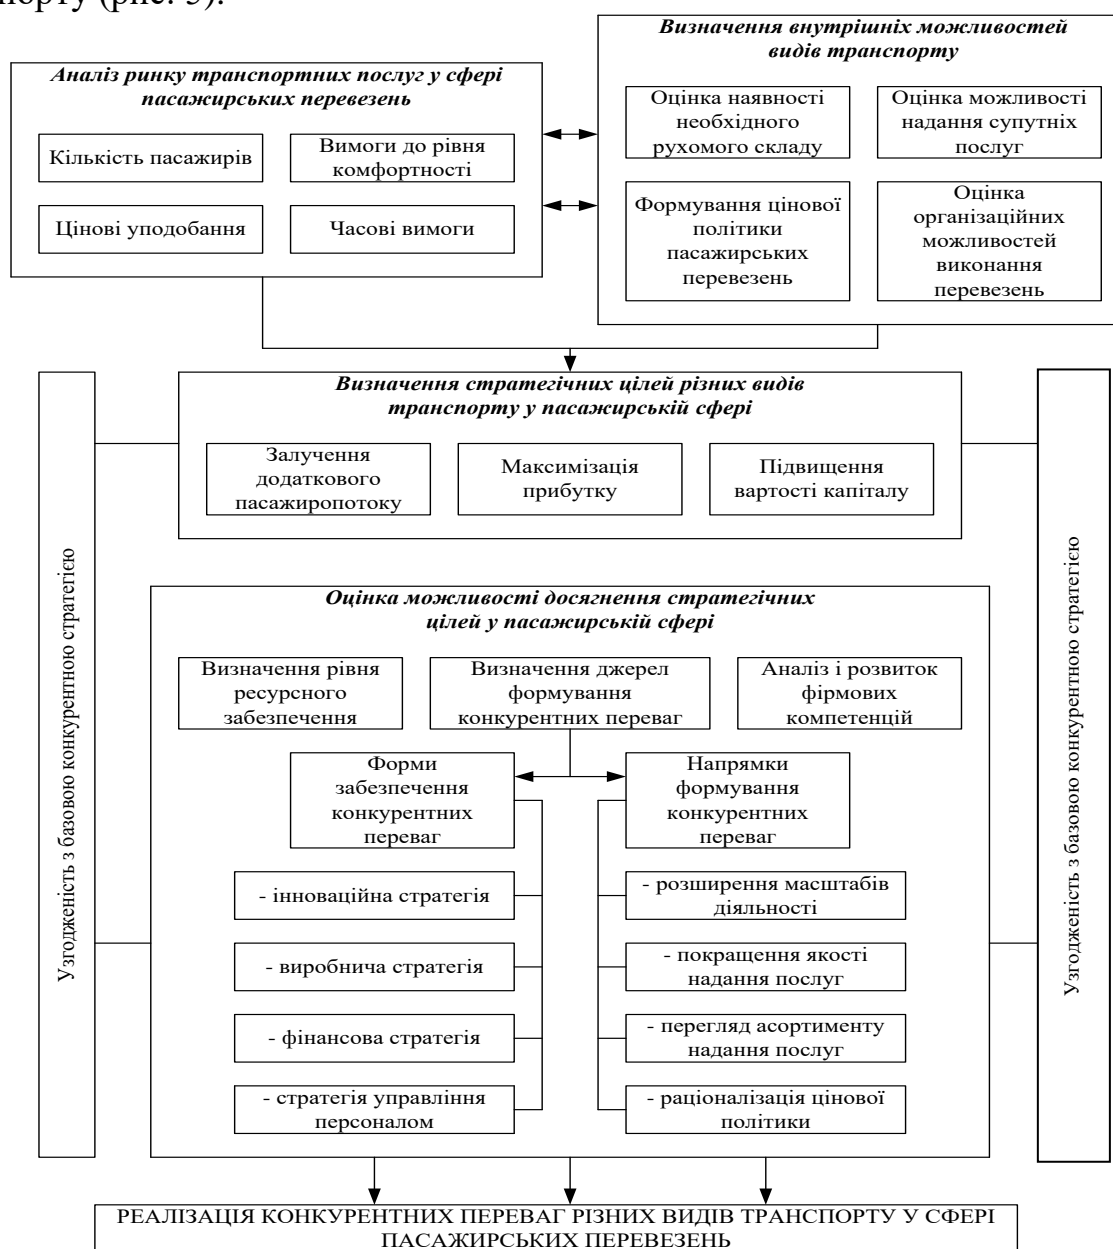 порту (рис. 3).
Аналіз ринку транспортних послуг у сфері
пасажирських перевезень
Кількість пасажирів
Вимоги до рівня
комфортності
Цінові уподобання
Часові вимоги
Визначення внутрішніх можливостей
видів транспорту
Оцінка наявності
необхідного
рухомого складу
Оцінка можливості
надання супутніх
послуг
Формування цінової
політики
пасажирських
перевезень
Оцінка
організаційних
можливостей
виконання
перевезень
Узгодженість з базовою конкурентною стратегією
Визначення стратегічних цілей різних видів
транспорту у пасажирській сфері
Залучення
додаткового
пасажиропотоку
Максимізація
прибутку
Підвищення
вартості капіталу
Оцінка можливості досягнення стратегічних
цілей у пасажирській сфері
Визначення рівня
ресурсного
забезпечення
Визначення джерел
формування
конкурентних переваг
Аналіз і розвиток
фірмових
компетенцій
Форми
забезпечення
конкурентних
переваг
Напрямки
формування
конкурентних
переваг
- інноваційна стратегія
- виробнича стратегія
- фінансова стратегія
- стратегія управління
персоналом
- розширення масштабів
діяльності
- покращення якості
надання послуг
- перегляд асортименту
надання послуг
- раціоналізація цінової
політики
Узгодженість з базовою конкурентною стратегією
РЕАЛІЗАЦІЯ КОНКУРЕНТНИХ ПЕРЕВАГ РІЗНИХ ВИДІВ ТРАНСПОРТУ У СФЕРІ
ПАСАЖИРСЬКИХ ПЕРЕВЕЗЕНЬ